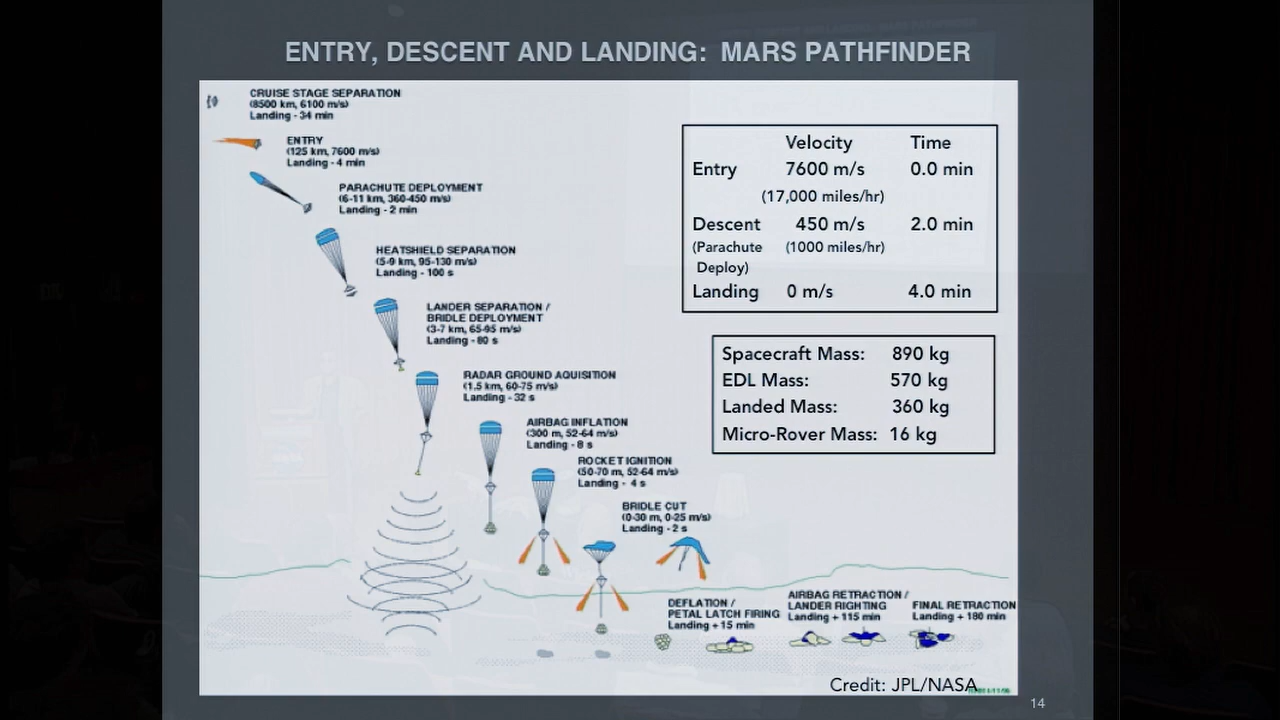 ENTRY, DESCENT AND LANDING: MARS PATHFINDER
CRUISE STAGE SEPARATION
(8500 km, 6100 m/s)
Landing - 34 min
ENTRY
(125 km, 7600 m/s)
Landing - 4 min
PARACHUTE DEPLOYMENT
(6-11 km, 360-450 m/s)
Landing - 2 min
HEATSHIELD SEPARATION
(5-9 km, 95-130 m/s)
Landing - 100 s
LANDER SEPARATION /
BRIDLE DEPLOYMENT
(3-7 km, 65-95 m/s)
Landing - 80 s
RADAR GROUND AQUISITION
(1.5 km, 60-75 m/s)
Landing - 32 s
AIRBAG INFLATION
(300 m, 52-64 m/s)
Landing - 8 s
ROCKET IGNITION
(50-70 m, 52-64 m/s)
Landing - 4 s
BRIDLE CUT
(0-30 m, 0-25 m/s)
Landing - 2 s
DEFLATION /
PETAL LATCH FIRING
Landing + 15 min
AIRBAG RETRACTION /
LANDER RIGHTING
Landing + 115 min
FINAL RETRACTION
Landing + 180 min
Velocity Time
Entry 7600 m/s 0.0 min
(17,000 miles/hr)
Descent 450 m/s 2.0 min
(Parachute (1000 miles/hr)
Deploy)
Landing 0 m/s 4.0 min
Spacecraft Mass: 890 kg
EDL Mass: 570 kg
Landed Mass: 360 kg
Micro-Rover Mass: 16 kg
Credit: JPL/NASA
14